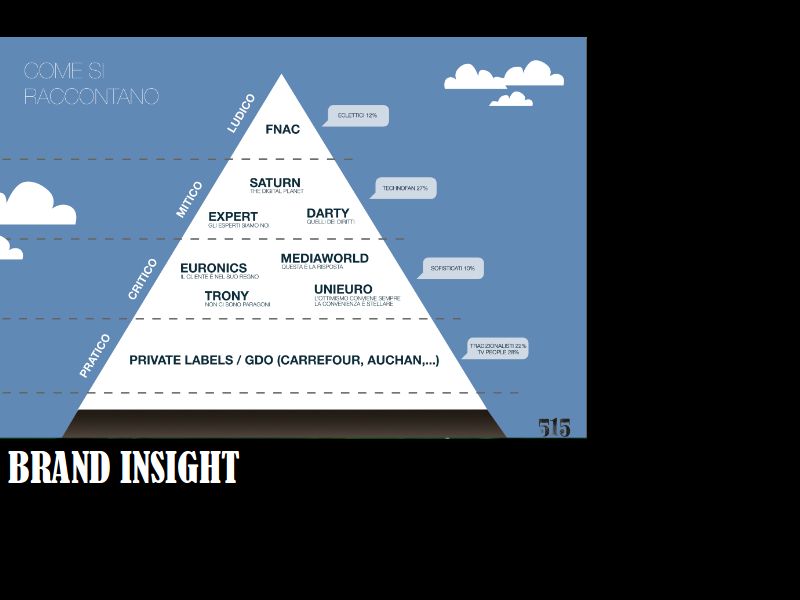 COME SI
RACCONTANO
LUDICO
FNAC
ECLETTICI 12%
MITICO
SATURN
THE DIGITAL PLANET
TECHNOFAN 27%
EXPERT
GLI ESPERTI SIAMO NOI
DARTY
QUELLI DEI DIRITTI
CRITICO
EURONICS
IL CLIENTE È NEL SUO REGNO
MEDIAWORLD
QUESTA È LA RISPOSTA
SOFISTICATI 10%
TRONY
NON CI SONO PARAGONI
UNIEURO
L'OTTIMISMO CONVIENE SEMPRE
LA CONVENIENZA È STELLARE
PRATICO
PRIVATE LABELS / GDO (CARREFOUR, AUCHAN,...)
TRADIZIONALISTI 22%
TV PEOPLE 28%
515
BRAND INSIGHT